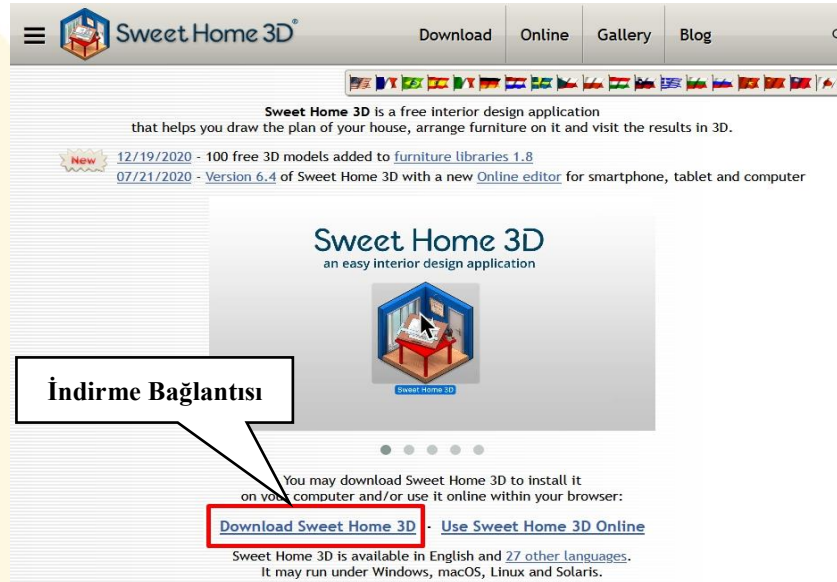 Sweet Home 3D®
Download Online Gallery Blog
Sweet Home 3D is a free interior design application
that helps you draw the plan of your house, arrange furniture on it and visit the results in 3D.
New
12/19/2020 - 100 free 3D models added to furniture libraries 1.8
07/21/2020 - Version 6.4 of Sweet Home 3D with a new Online editor for smartphone, tablet and computer
Sweet Home 3D
an easy interior design application
Sweet Home 3D
İndirme Bağlantısı
You may download Sweet Home 3D to install it
on your computer and/or use it online within your browser:
Download Sweet Home 3D - Use Sweet Home 3D Online
Sweet Home 3D is available in English and 27 other languages.
It may run under Windows, macOS, Linux and Solaris.